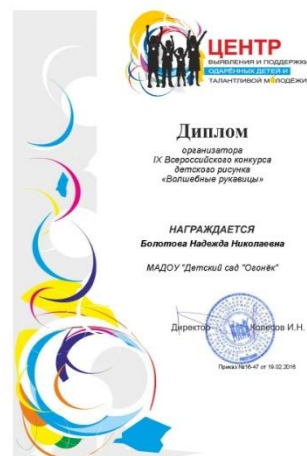 ЦЕНТР
ВЫЯВЛЕНИЯ И ПОДДЕРЖКИ
ОДАРЁННЫХ ДЕТЕЙ И
ТАЛАНТЛИВОЙ МОЛОДЁЖИ
Диплом
организатора
IX Всероссийского конкурса
детского рисунка
«Волшебные рукавицы»
НАГРАЖДАЕТСЯ
Болотова Надежда Николаевна
МАДОУ "Детский сад "Огонёк"
Директор Колесов И.Н.
Приказ №16-47 от 19.02.2016